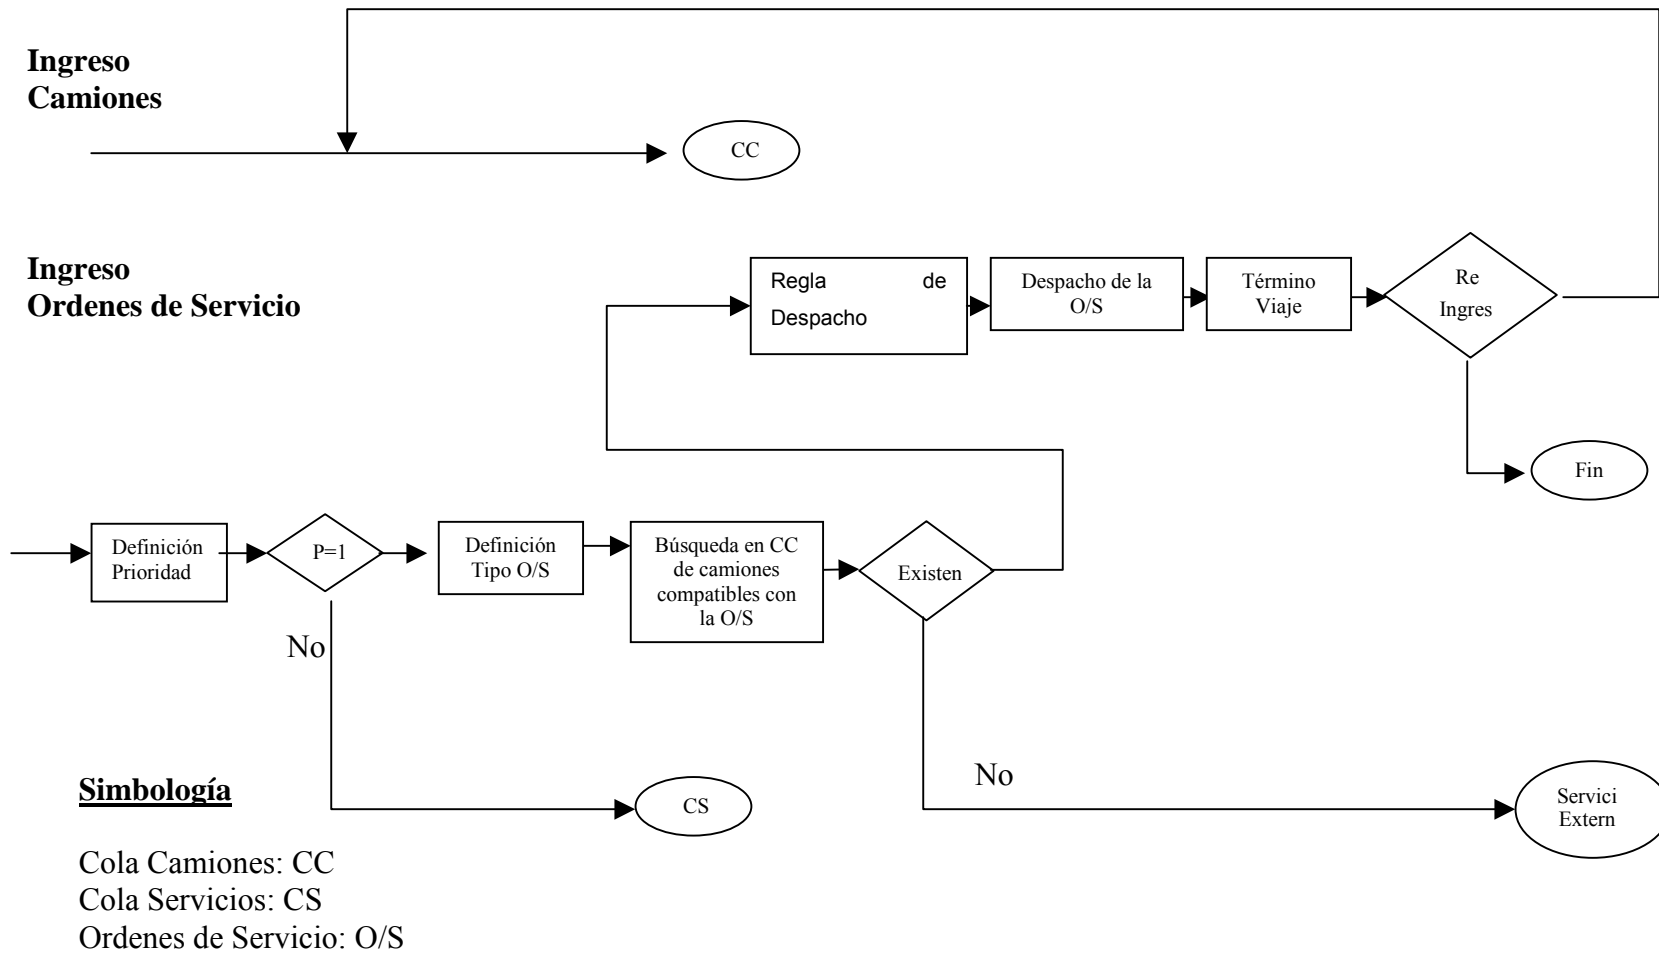 Ingreso
Camiones
CC
Ingreso
Ordenes de Servicio
Regla de
Despacho
Despacho de la
O/S
Término
Viaje
Re
Ingres
Fin
Definición
Prioridad
P=1
Definición
Tipo O/S
Búsqueda en CC
de camiones
compatibles con
la O/S
Existen
No
No
CS
Servici
Extern
Simbología
Cola Camiones: CC
Cola Servicios: CS
Ordenes de Servicio: O/S